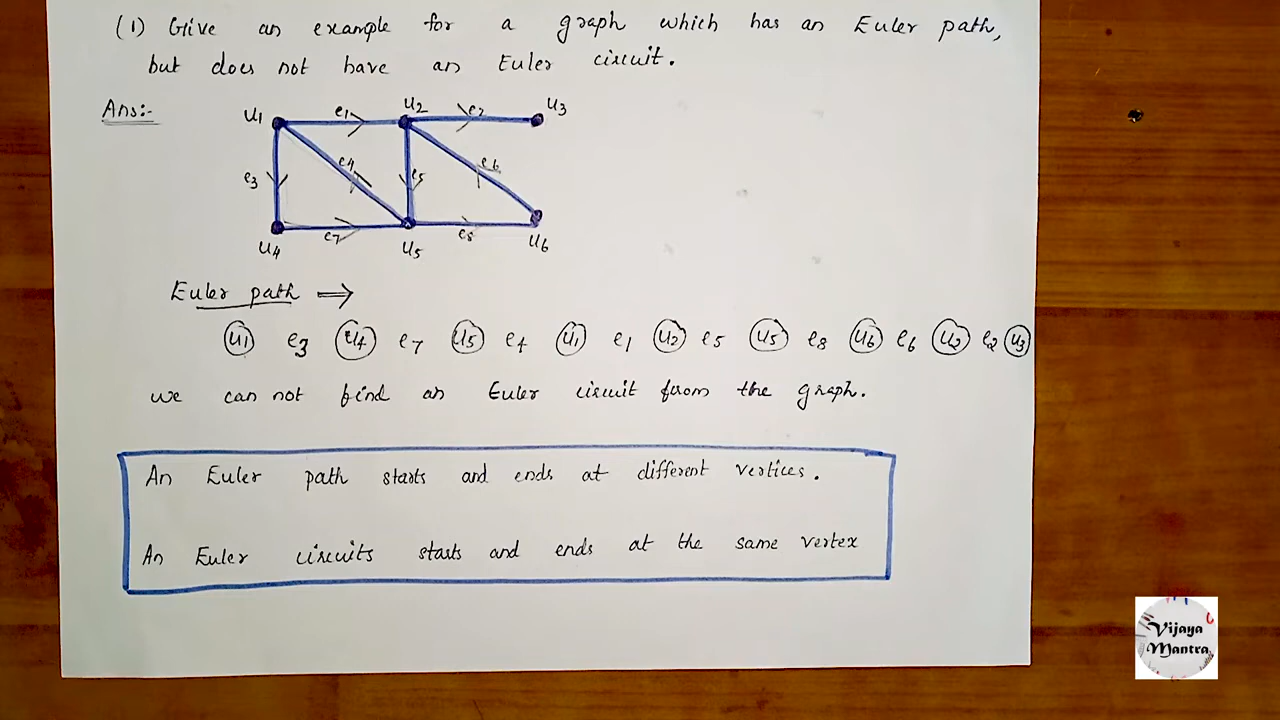 (1) Give an example for a graph which has an Euler path,
but does not have an Euler circuit.
Ans:-
u1 e1 u2 e2 u3
e3 e4 e5 e6
u4 e7 u5 e8 u6
Euler path ⇒
u1 e3 u4 e7 u5 e4 u1 e1 u2 e5 u5 e8 u6 e6 u2 e2 u3
we can not find an Euler circuit from the graph.
An Euler path starts and ends at different vertices.
An Euler circuits starts and ends at the same vertex
Vijaya
Mantra